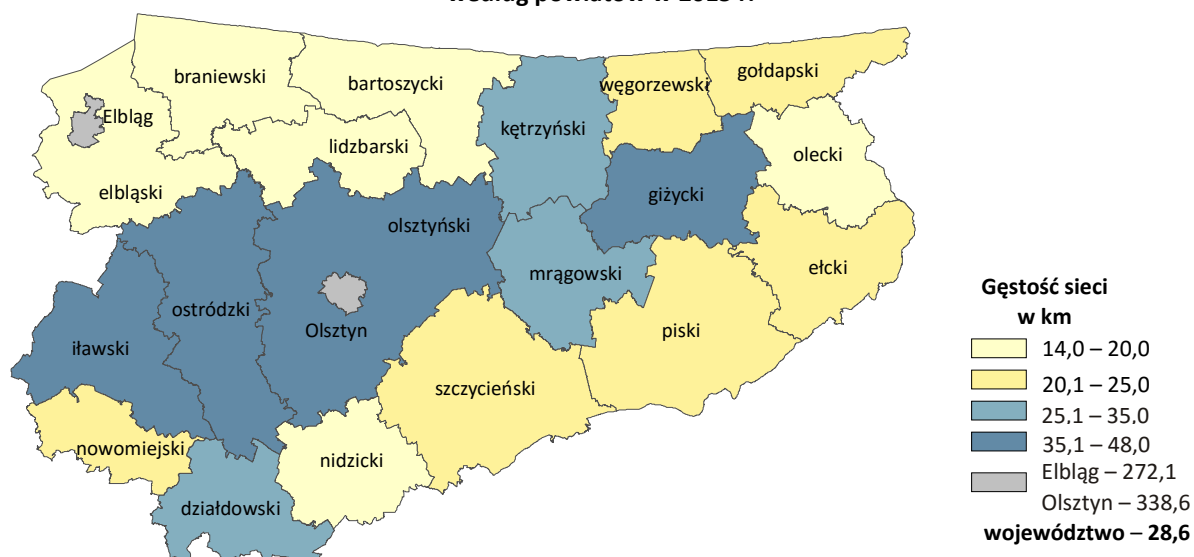 braniewski
bartoszycki
węgorzewski
gołdapski
Elbląg
kętrzyński
lidzbarski
olecki
elbląski
giżycki
olsztyński
mrągowski
ełcki
ostródzki
Olsztyn
piski
iławski
szczycieński
nowomiejski
nidzicki
działdowski
Gęstość sieci
w km
14,0 – 20,0
20,1 – 25,0
25,1 – 35,0
35,1 – 48,0
Elbląg – 272,1
Olsztyn – 338,6
województwo – 28,6